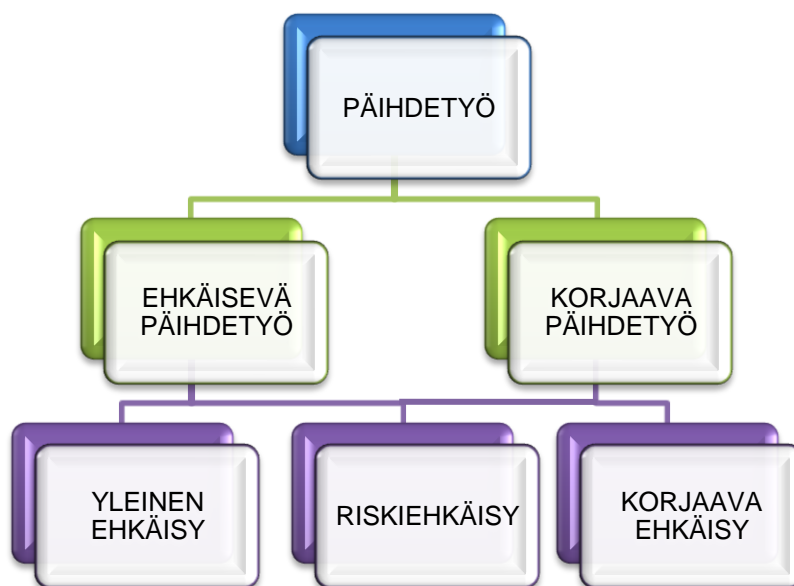 PÄIHDETYÖ
EHKÄISEVÄ
PÄIHDETYÖ
KORJAAVA
PÄIHDETYÖ
YLEINEN
EHKÄISY
RISKIEHKÄISY
KORJAAVA
EHKÄISY